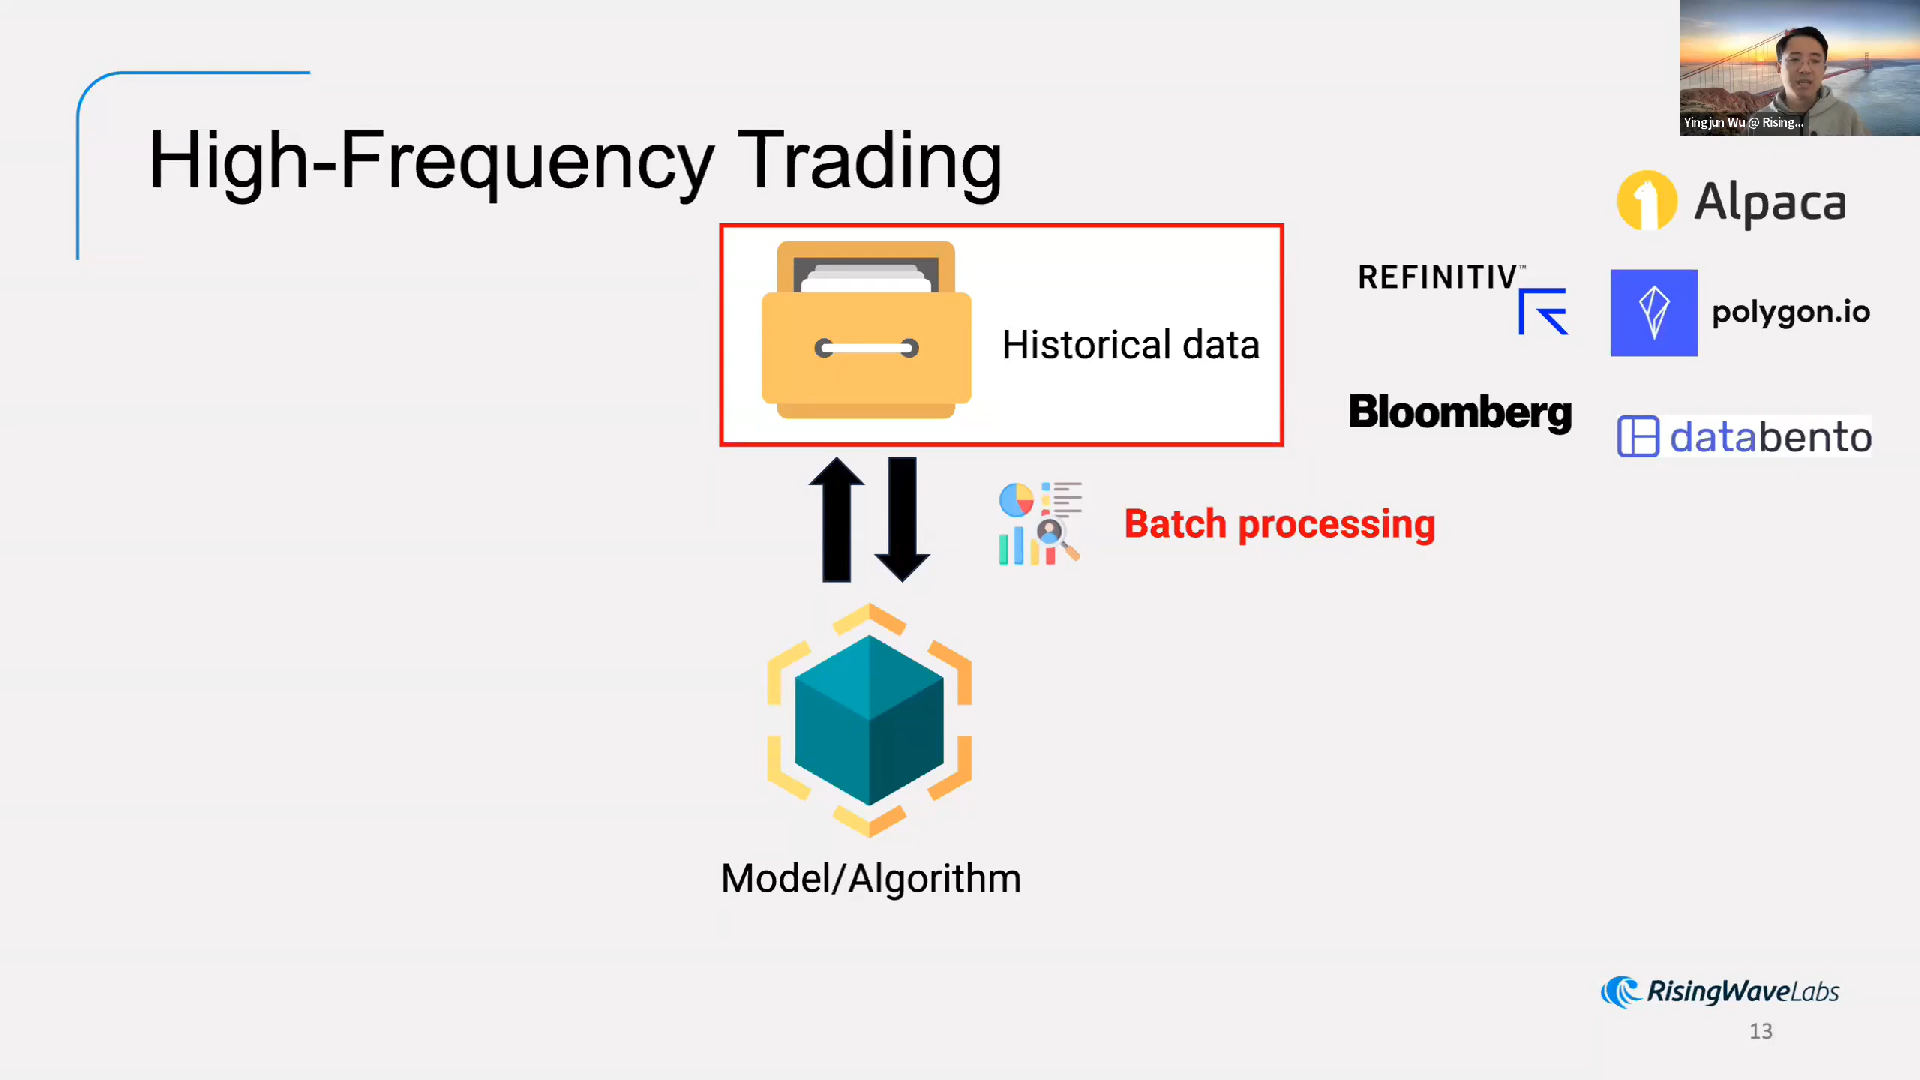 Yingjun Wu @ Rising...
High-Frequency Trading
Alpaca
REFINITIV™
polygon.io
Historical data
Bloomberg
databento
Batch processing
Model/Algorithm
RisingWaveLabs
13